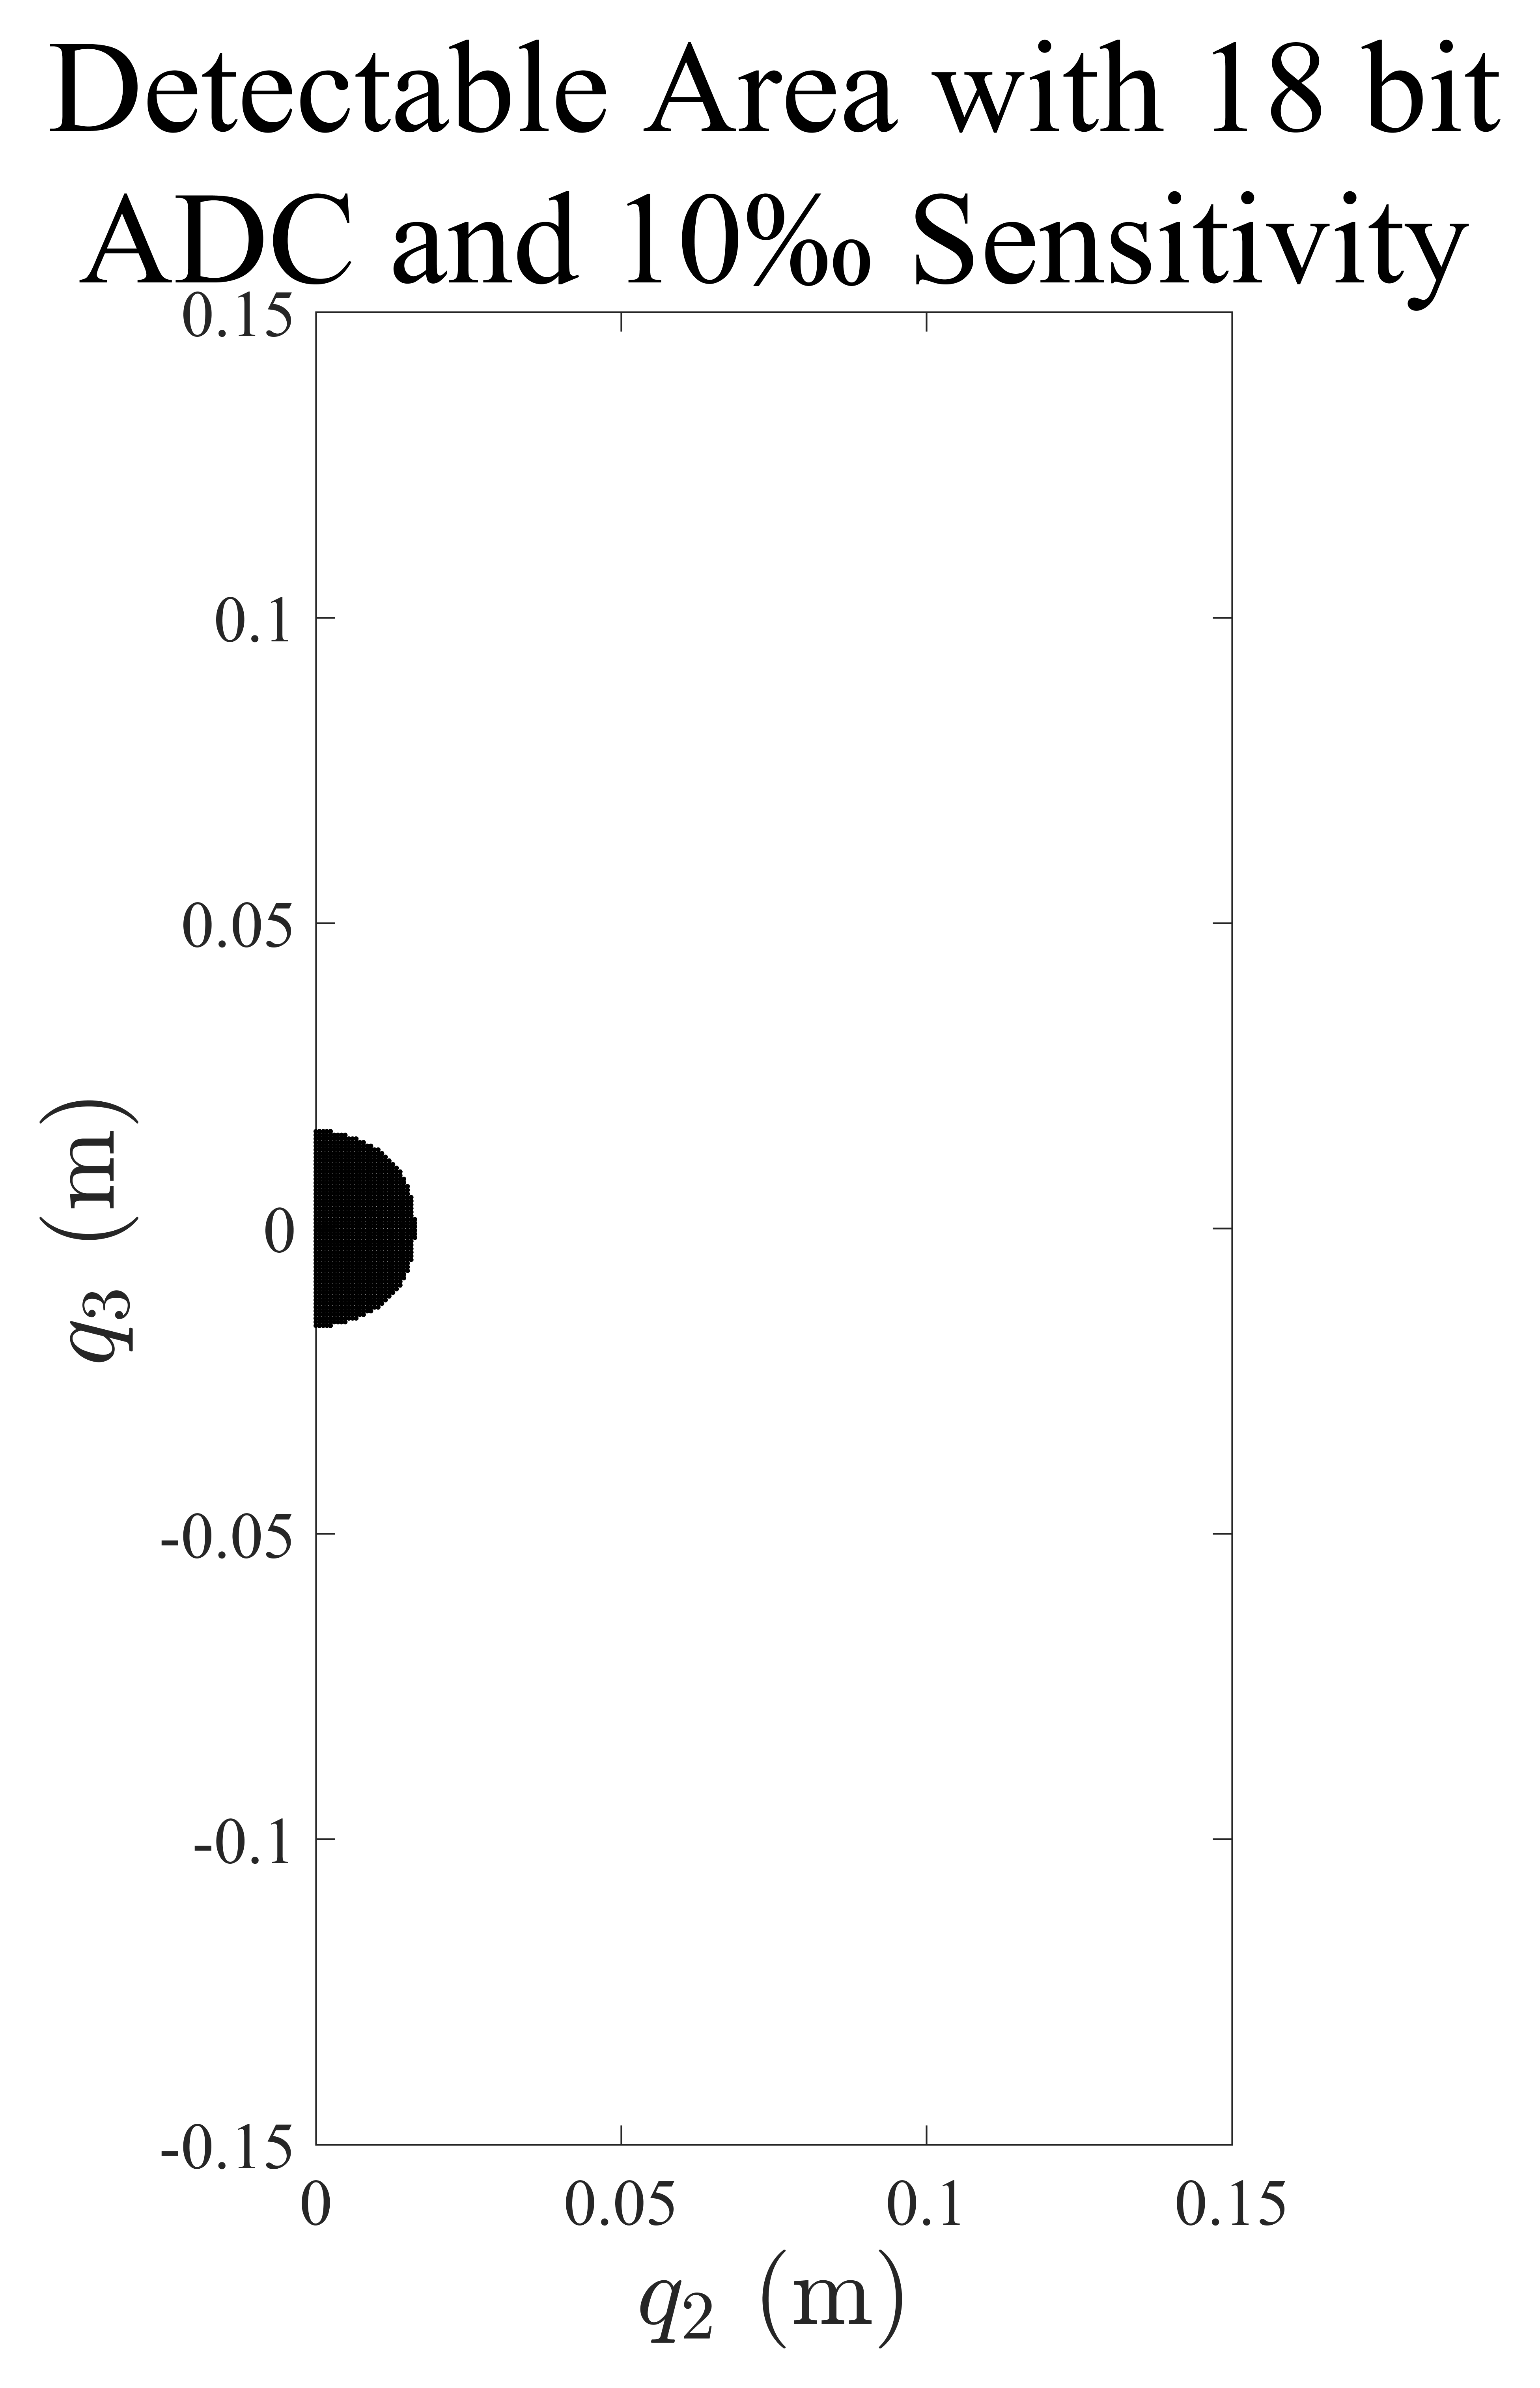 Detectable Area with 18 bit
ADC and 10‰ Sensitivity
0.15
0.1
0.05
0
-0.05
-0.1
-0.15
q3 (m)
0 0.05 0.1 0.15
q2 (m)